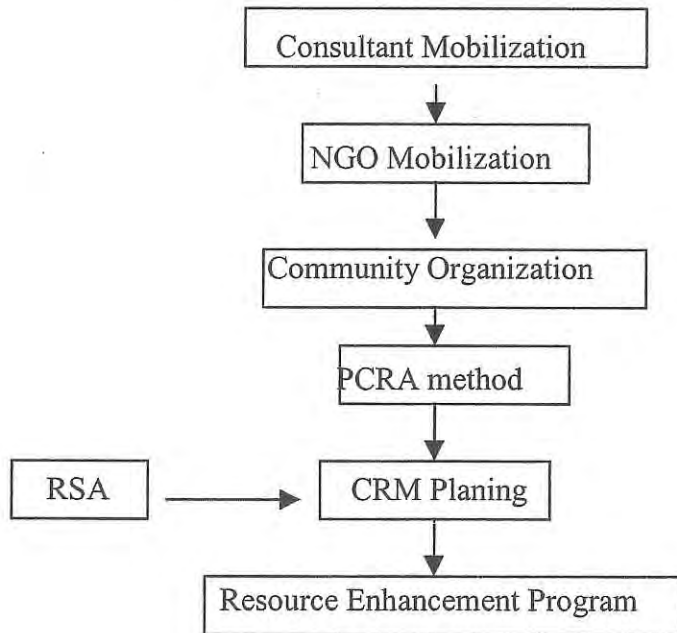 Consultant Mobilization
NGO Mobilization
Community Organization
PCRA method
RSA
CRM Planing
Resource Enhancement Program